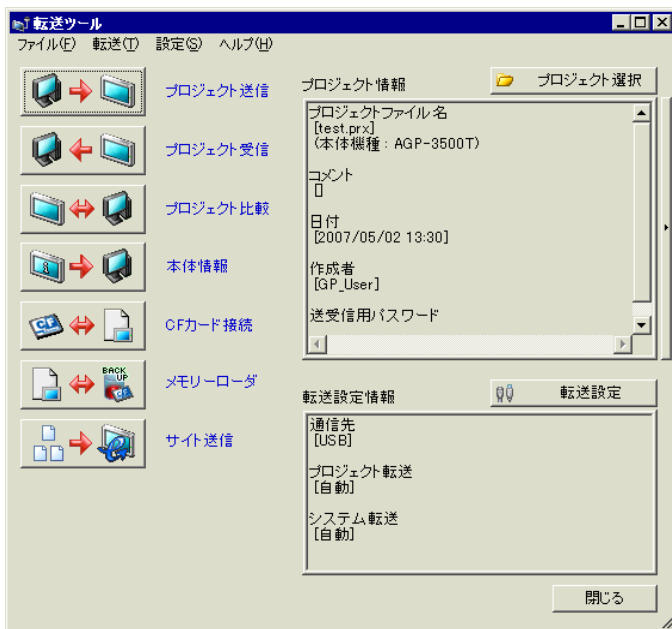 転送ツール
ファイル(F) 転送(T) 設定(S) ヘルプ(H)
プロジェクト送信
プロジェクト受信
プロジェクト比較
本体情報
CF
CFカード接続
BACK
UP
メモリーローダ
サイト送信
プロジェクト情報
プロジェクト選択
プロジェクトファイル名
[test.prx]
(本体機種:AGP-3500T)
コメント
[]
日付
[2007/05/02 13:30]
作成者
[GP_User]
送受信用パスワード
転送設定情報
転送設定
通信先
[USB]
プロジェクト転送
[自動]
システム転送
[自動]
閉じる